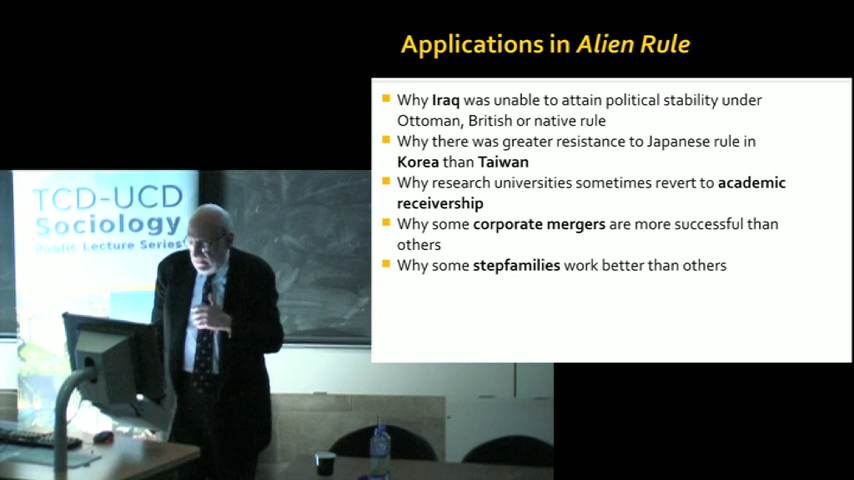 Applications in Alien Rule
Why Iraq was unable to attain political stability under
Ottoman, British or native rule
Why there was greater resistance to Japanese rule in
Korea than Taiwan
Why research universities sometimes revert to academic
receivership
Why some corporate mergers are more successful than
others
Why some stepfamilies work better than others
TCD-UCD
Sociology
Public Lecture Series